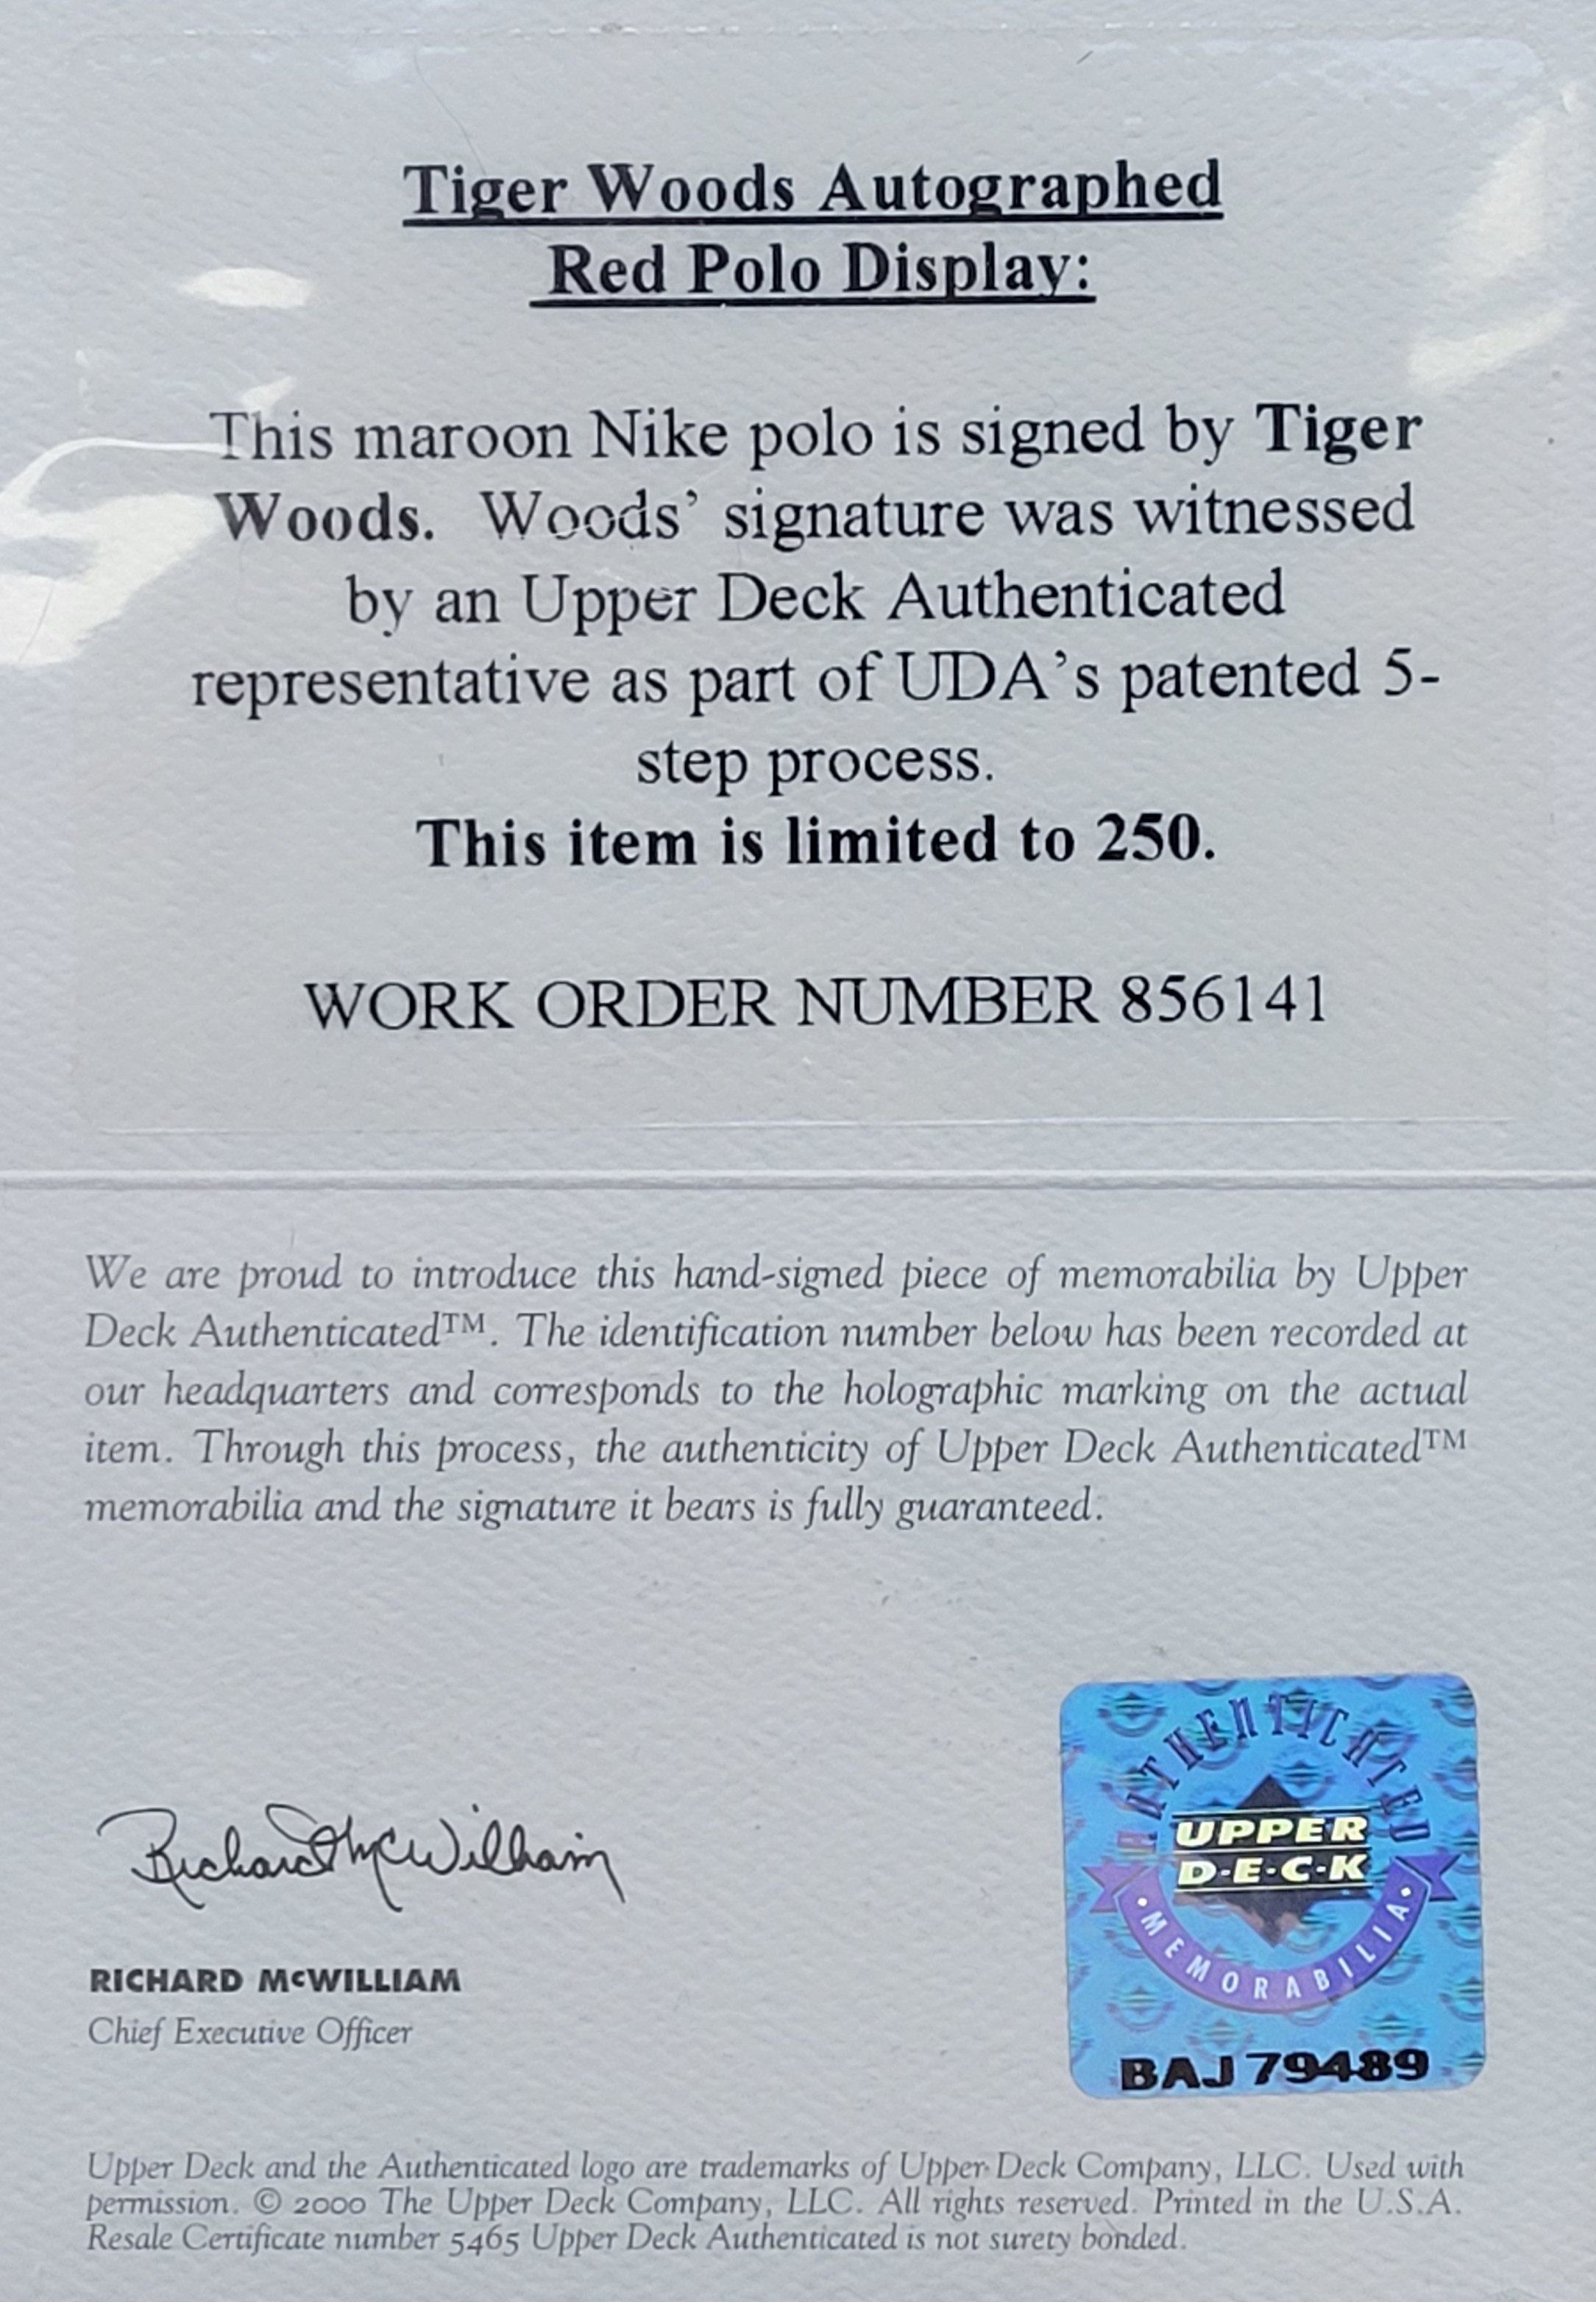 Tiger Woods Autographed
Red Polo Display:
This maroon Nike polo is signed by Tiger
Woods. Woods’ signature was witnessed
by an Upper Deck Authenticated
representative as part of UDA’s patented 5-
step process.
This item is limited to 250.
WORK ORDER NUMBER 856141
We are proud to introduce this hand-signed piece of memorabilia by Upper
Deck Authenticated™. The identification number below has been recorded at
our headquarters and corresponds to the holographic marking on the actual
item. Through this process, the authenticity of Upper Deck Authenticated™
memorabilia and the signature it bears is fully guaranteed.
Richard McWilliam
RICHARD McWILLIAM
Chief Executive Officer
AUTHENTICATED
UPPER
D·E·C·K
·MEMORABILIA·
BAJ79489
Upper Deck and the Authenticated logo are trademarks of Upper Deck Company, LLC. Used with
permission. © 2000 The Upper Deck Company, LLC. All rights reserved. Printed in the U.S.A.
Resale Certificate number 5465 Upper Deck Authenticated is not surety bonded.